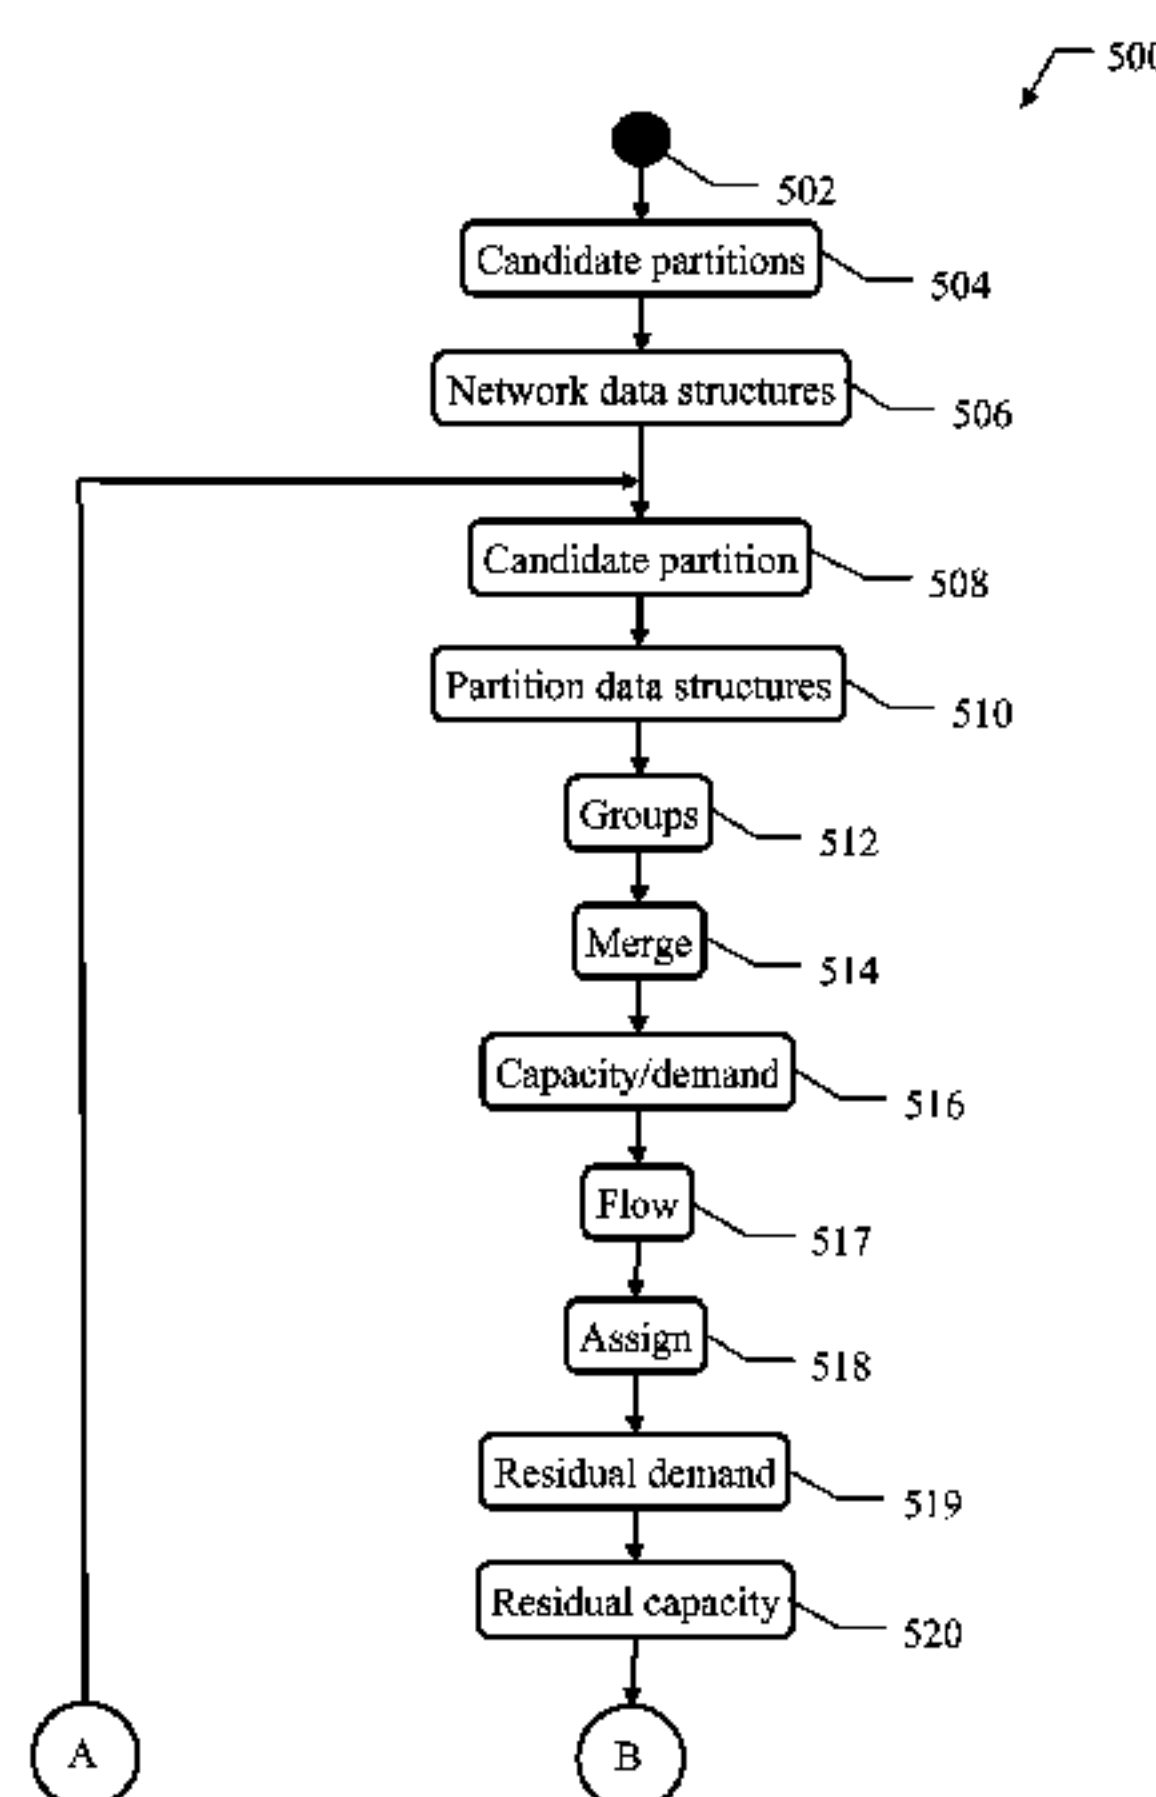 500
502
Candidate partitions
504
Network data structures
506
Candidate partition
508
Partition data structures
510
Groups
512
Merge
514
Capacity/demand
516
Flow
517
Assign
518
Residual demand
519
Residual capacity
520
A
B